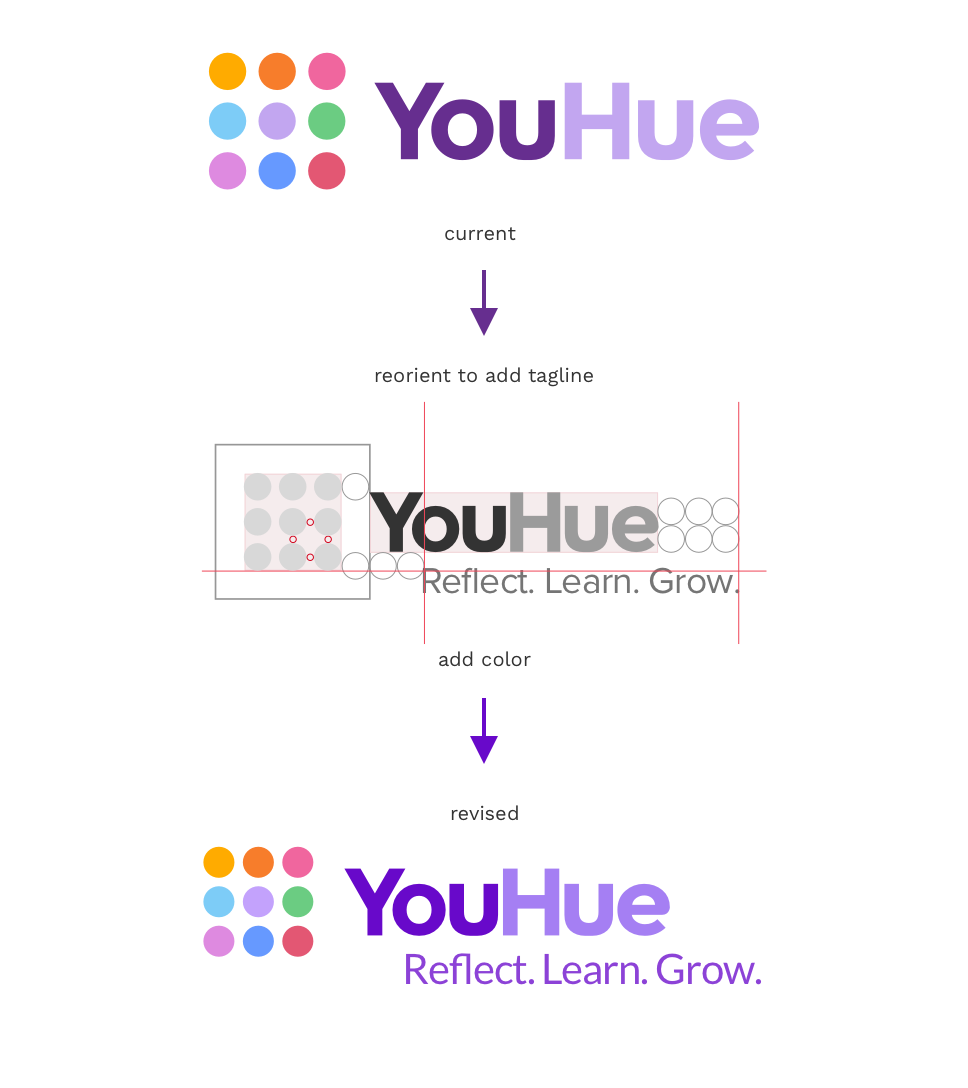 YouHue
current
reorient to add tagline
YouHue
Reflect. Learn. Grow.
add color
revised
YouHue
Reflect. Learn. Grow.